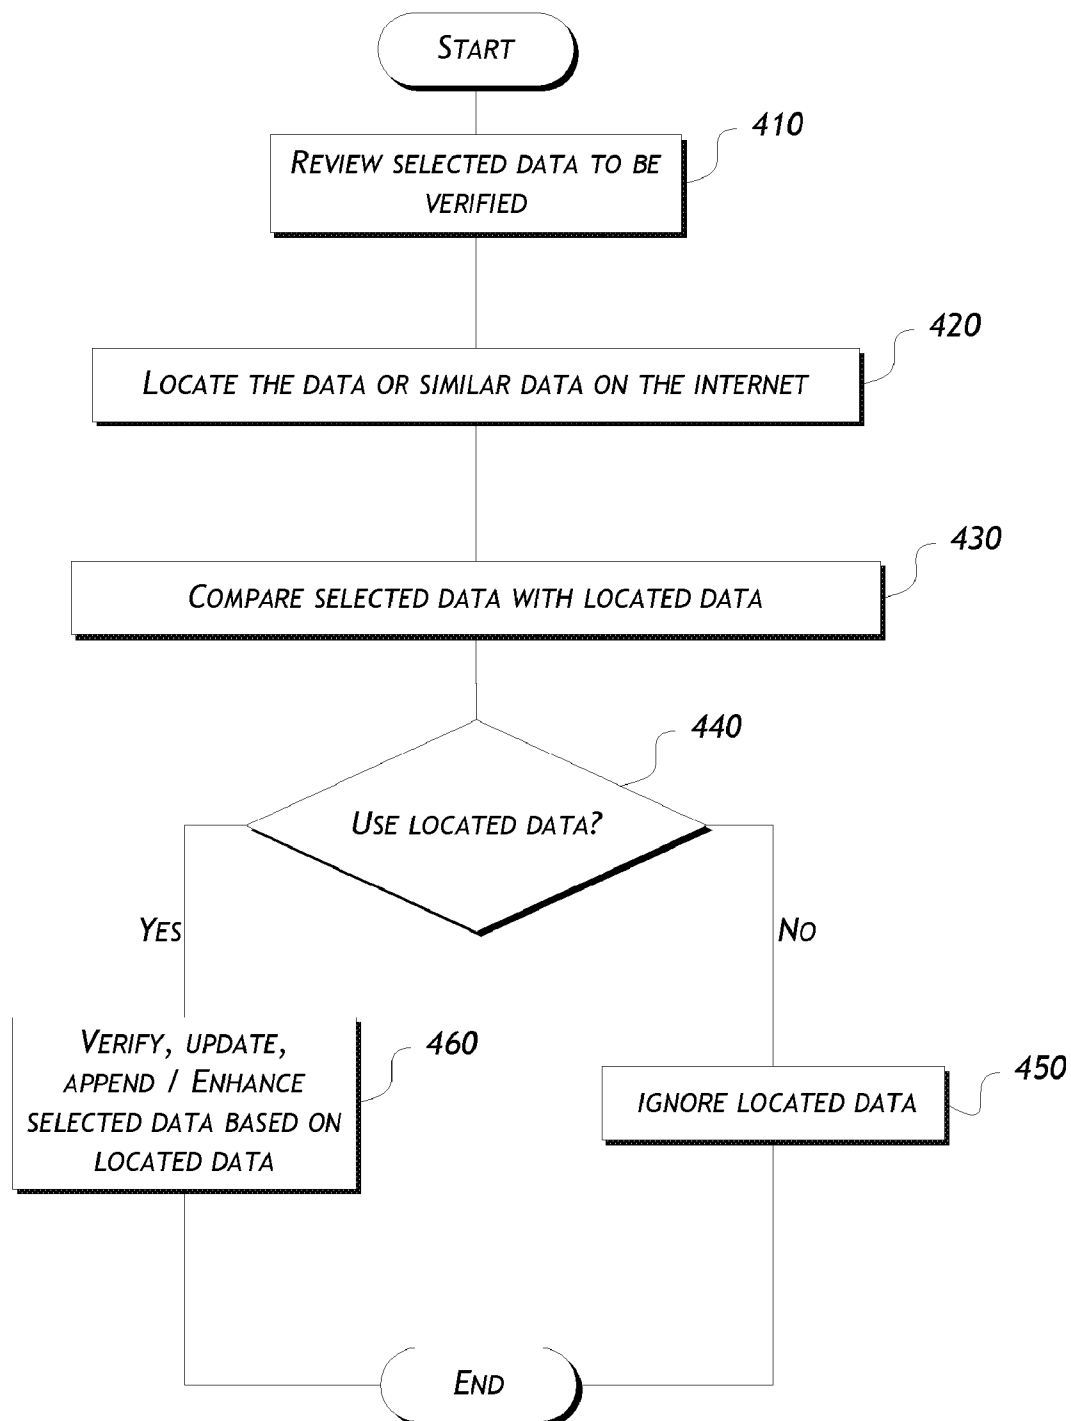 START
410
REVIEW SELECTED DATA TO BE
VERIFIED
420
LOCATE THE DATA OR SIMILAR DATA ON THE INTERNET
430
COMPARE SELECTED DATA WITH LOCATED DATA
440
USE LOCATED DATA?
YES
NO
VERIFY, UPDATE,
APPEND / ENHANCE
SELECTED DATA BASED ON
LOCATED DATA
460
450
IGNORE LOCATED DATA
END